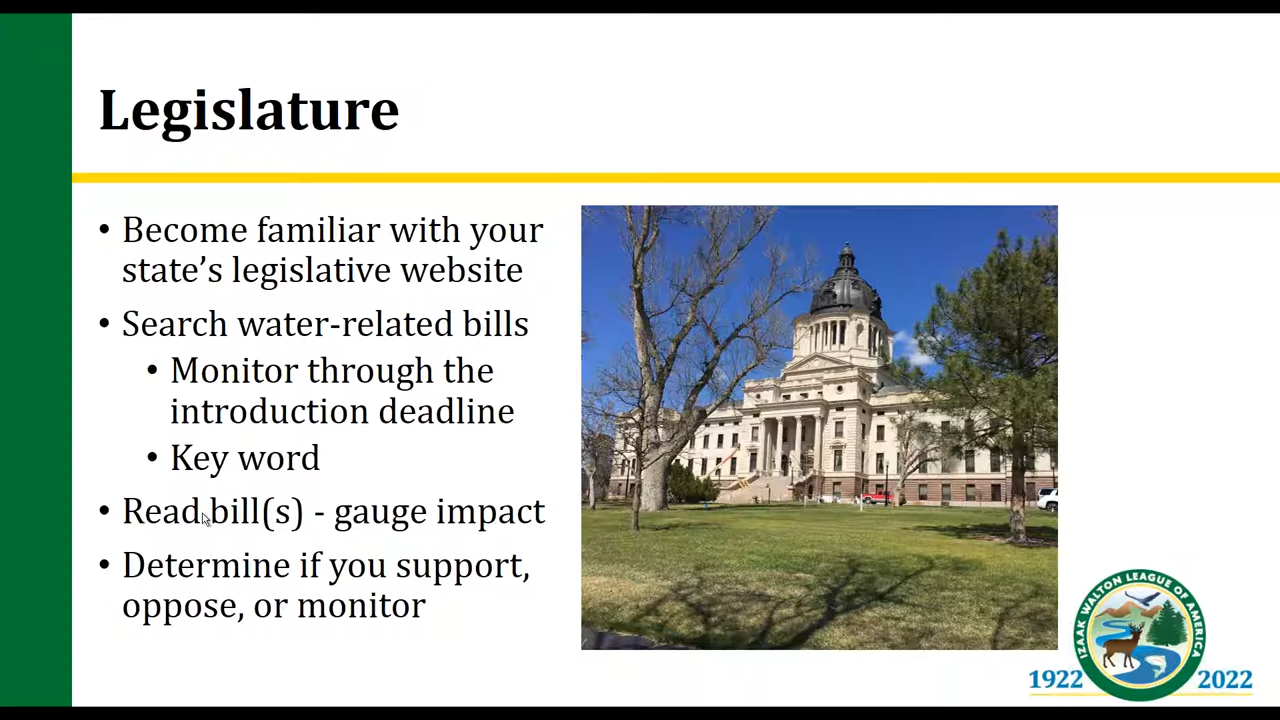 Legislature
• Become familiar with your
state’s legislative website
• Search water-related bills
• Monitor through the
introduction deadline
• Key word
• Read bill(s) - gauge impact
• Determine if you support,
oppose, or monitor
IZAAK WALTON LEAGUE OF AMERICA
1922 2022